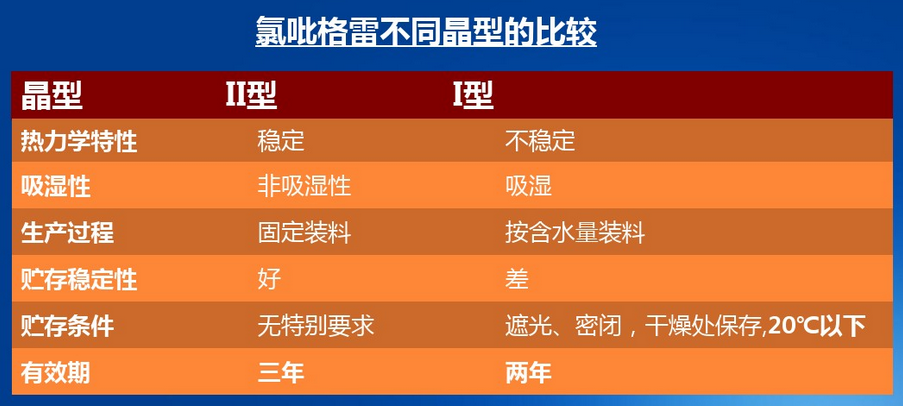 氯吡格雷不同晶型的比较
晶型 II型 I型
热力学特性 稳定 不稳定
吸湿性 非吸湿性 吸湿
生产过程 固定装料 按含水量装料
贮存稳定性 好 差
贮存条件 无特别要求 遮光、密闭，干燥处保存,20℃以下
有效期 三年 两年